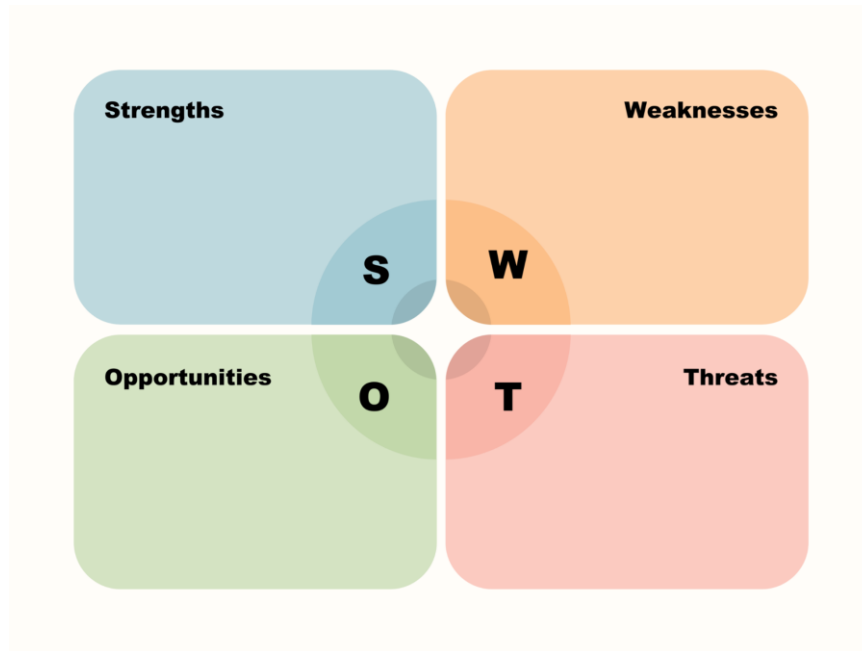 Strengths
Weaknesses
S
W
Opportunities
Threats
O
T